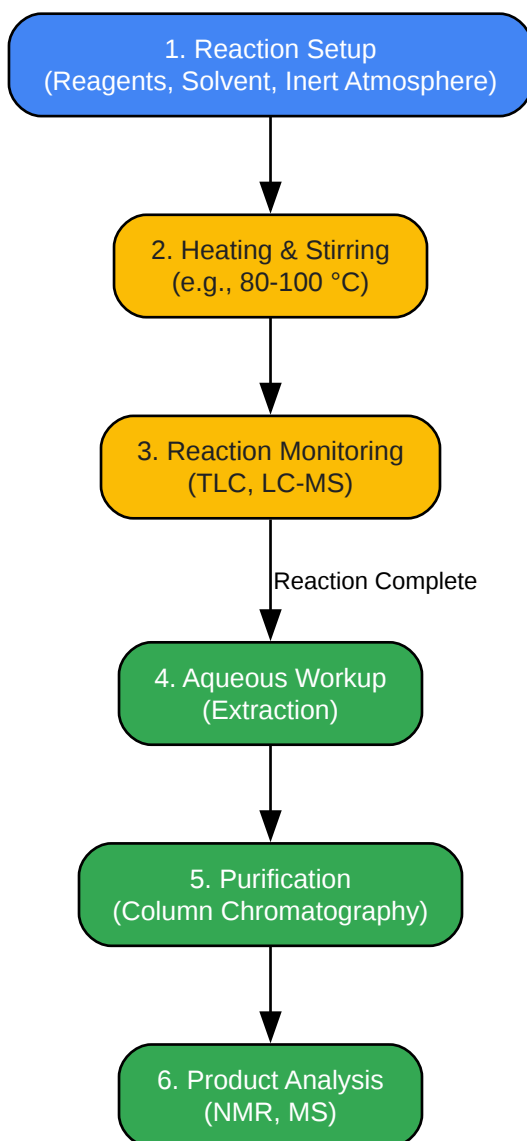 1. Reaction Setup
(Reagents, Solvent, Inert Atmosphere)
2. Heating & Stirring
(e.g., 80-100 °C)
3. Reaction Monitoring
(TLC, LC-MS)
Reaction Complete
4. Aqueous Workup
(Extraction)
5. Purification
(Column Chromatography)
6. Product Analysis
(NMR, MS)